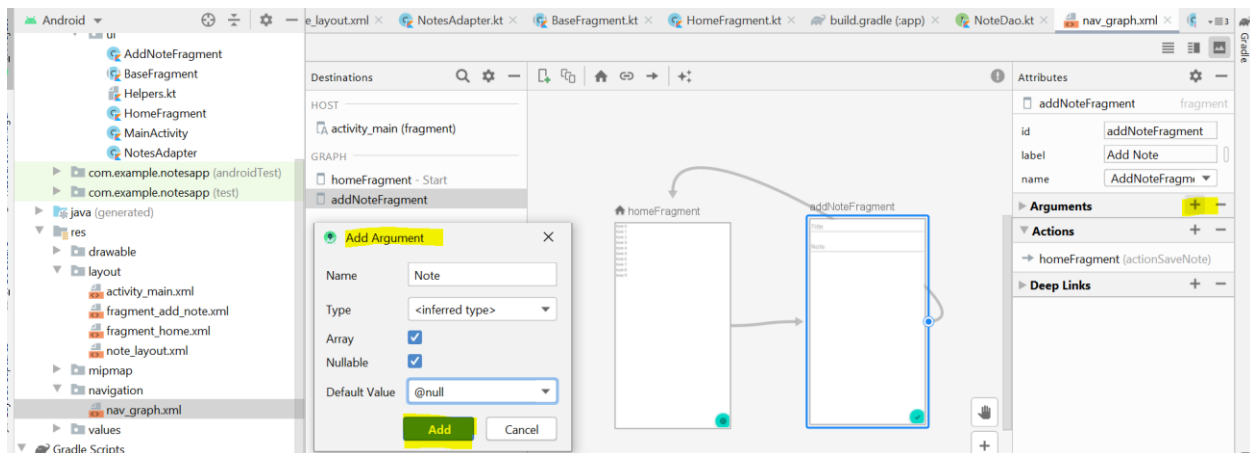 Android
e_layout.xml
NotesAdapter.kt
BaseFragment.kt
HomeFragment.kt
build.gradle (:app)
NoteDao.kt
nav_graph.xml
3
Gradle
ui
AddNoteFragment
BaseFragment
Helpers.kt
HomeFragment
MainActivity
NotesAdapter
com.example.notesapp (androidTest)
com.example.notesapp (test)
java (generated)
res
drawable
layout
activity_main.xml
fragment_add_note.xml
fragment_home.xml
note_layout.xml
mipmap
navigation
nav_graph.xml
values
Gradle Scripts
Destinations
HOST
activity_main (fragment)
GRAPH
homeFragment - Start
addNoteFragment
Add Argument
Name Note
Type <inferred type>
Array
Nullable
Default Value @null
Add Cancel
homeFragment
addNoteFragment
Title
Note
Attributes
addNoteFragment fragment
id addNoteFragment
label Add Note
name AddNoteFragm
Arguments
Actions
homeFragment (actionSaveNote)
Deep Links